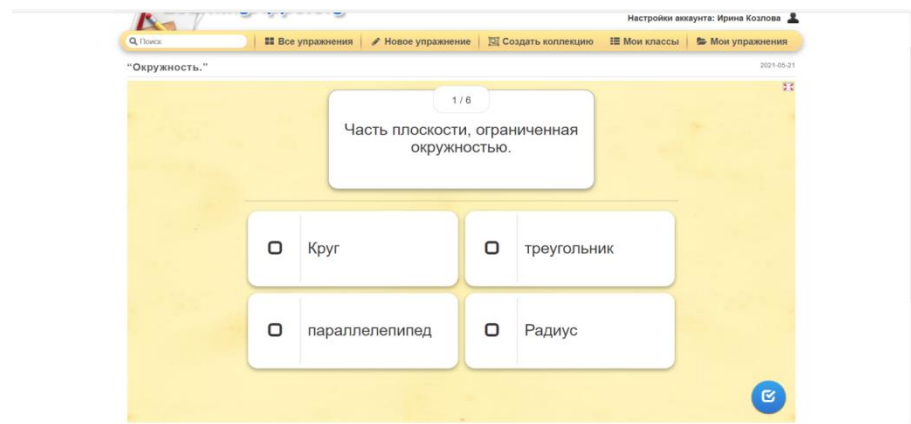 Настройки аккаунта: Ирина Козлова
Поиск
Все упражнения
Новое упражнение
Создать коллекцию
Мои классы
Мои упражнения
"Окружность."
2021-05-21
1 / 6
Часть плоскости, ограниченная
окружностью.
Круг
треугольник
параллелепипед
Радиус